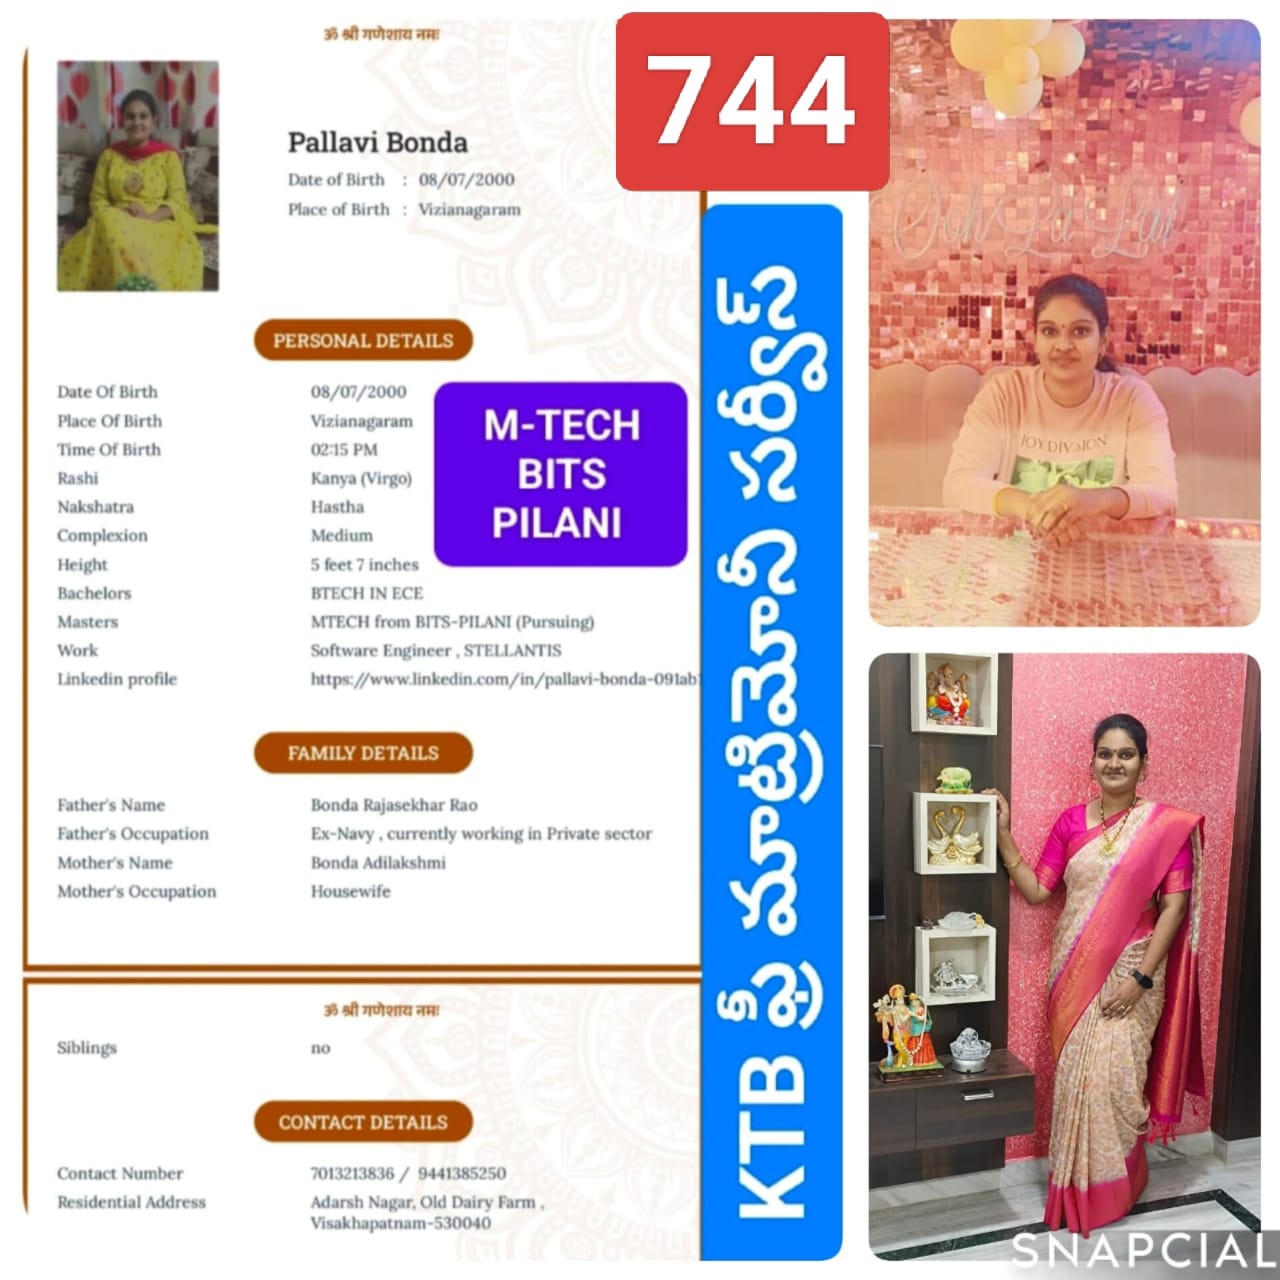 ॐ श्री गणेशाय नमः
744
Pallavi Bonda
Date of Birth : 08/07/2000
Place of Birth : Vizianagaram
PERSONAL DETAILS
Date Of Birth 08/07/2000
Place Of Birth Vizianagaram
Time Of Birth 02:15 PM
Rashi Kanya (Virgo)
Nakshatra Hastha
Complexion Medium
Height 5 feet 7 inches
Bachelors BTECH IN ECE
Masters MTECH from BITS-PILANI (Pursuing)
Work Software Engineer , STELLANTIS
Linkedin profile https://www.linkedin.com/in/pallavi-bonda-091ab1
M-TECH
BITS
PILANI
FAMILY DETAILS
Father's Name Bonda Rajasekhar Rao
Father's Occupation Ex-Navy , currently working in Private sector
Mother's Name Bonda Adilakshmi
Mother's Occupation Housewife
ॐ श्री गणेशाय नमः
Siblings no
CONTACT DETAILS
Contact Number 7013213836 / 9441385250
Residential Address Adarsh Nagar, Old Dairy Farm ,
Visakhapatnam-530040
KTB ఫ్రీ మ్యాట్రిమోనీ సర్వీస్
Ooh La La!
JOY DIVISION
SNAPCIAL